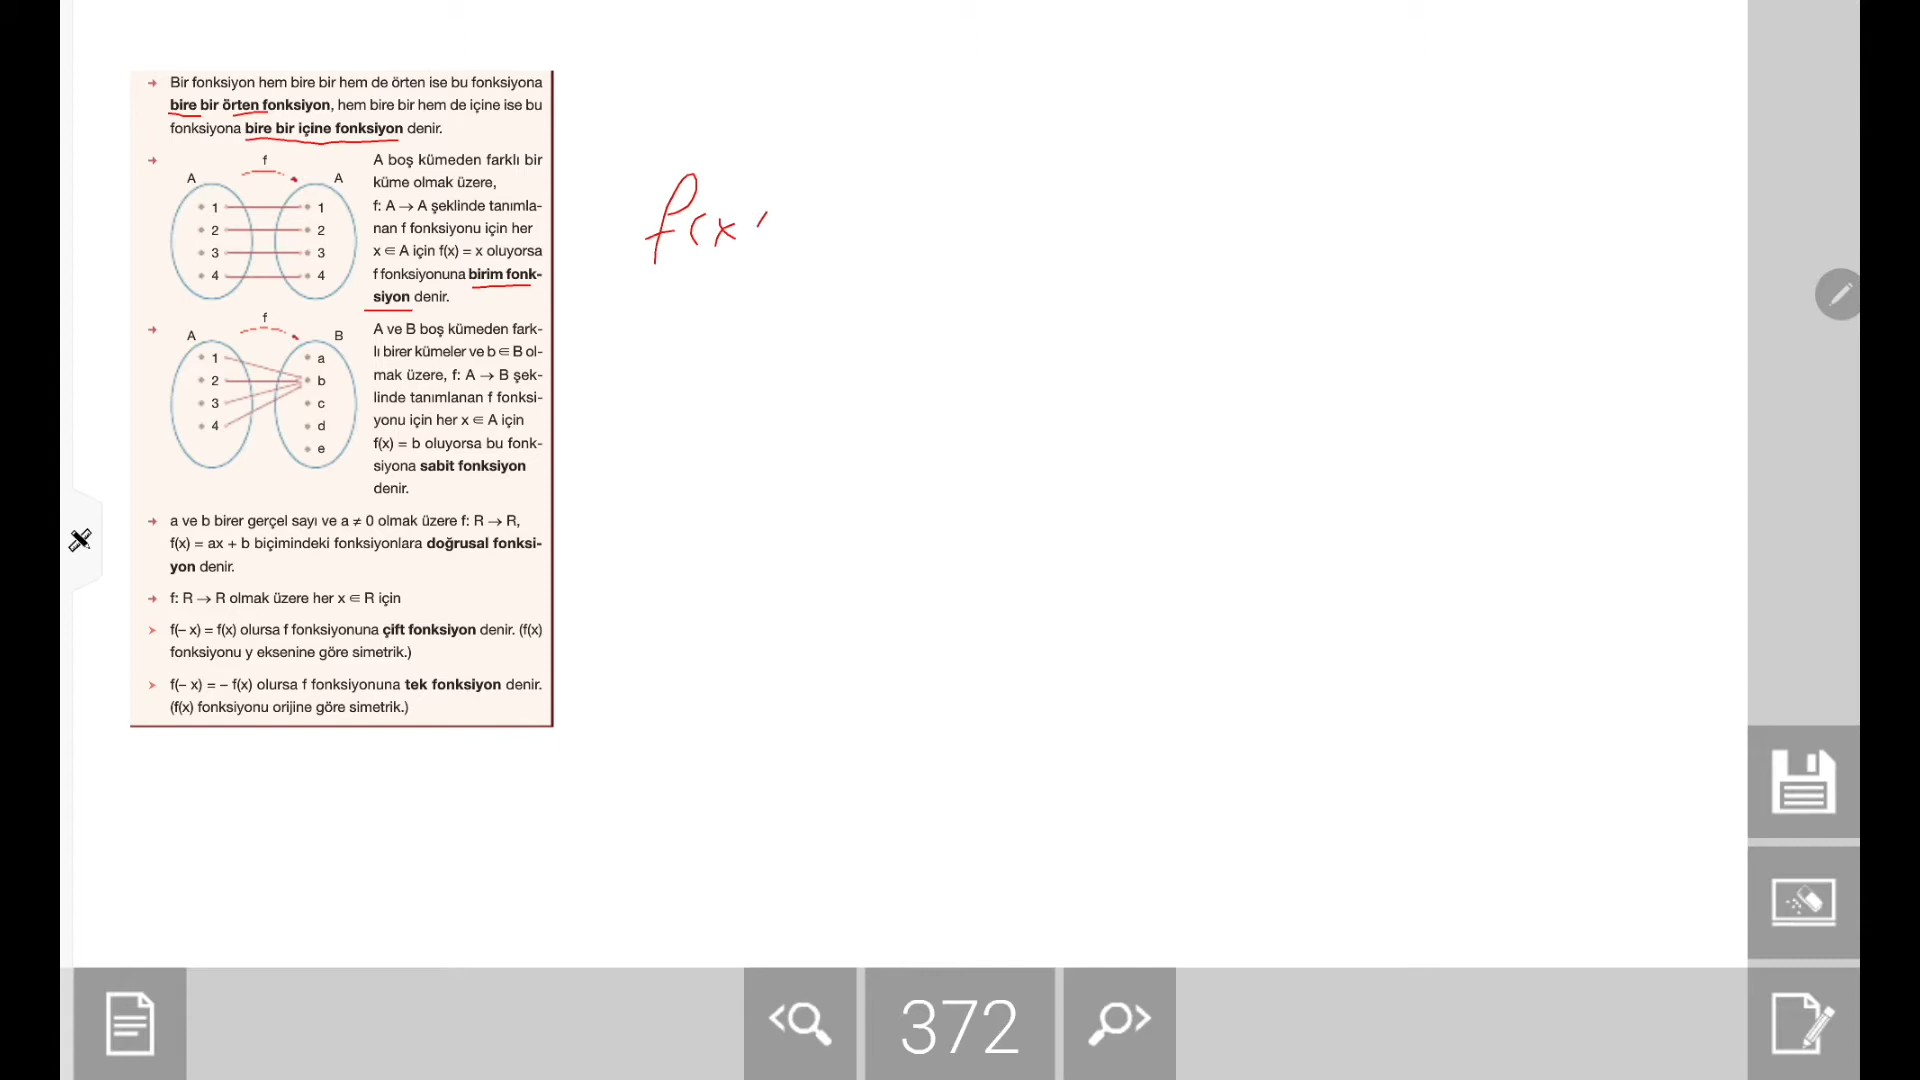 → Bir fonksiyon hem bire bir hem de örten ise bu fonksiyona
bire bir örten fonksiyon, hem bire bir hem de içine ise bu
fonksiyona bire bir içine fonksiyon denir.
→ f
A A
1 1
2 2
3 3
4 4
A boş kümeden farklı bir
küme olmak üzere,
f: A → A şeklinde tanımla-
nan f fonksiyonu için her
x ∈ A için f(x) = x oluyorsa
f fonksiyonuna birim fonk-
siyon denir.
→ f
A B
1 a
2 b
3 c
4 d
e
A ve B boş kümeden fark-
lı birer kümeler ve b ∈ B ol-
mak üzere, f: A → B şek-
linde tanımlanan f fonksi-
yonu için her x ∈ A için
f(x) = b oluyorsa bu fonk-
siyona sabit fonksiyon
denir.
→ a ve b birer gerçel sayı ve a ≠ 0 olmak üzere f: R → R,
f(x) = ax + b biçimindeki fonksiyonlara doğrusal fonksi-
yon denir.
→ f: R → R olmak üzere her x ∈ R için
➤ f(– x) = f(x) olursa f fonksiyonuna çift fonksiyon denir. (f(x)
fonksiyonu y eksenine göre simetrik.)
➤ f(– x) = – f(x) olursa f fonksiyonuna tek fonksiyon denir.
(f(x) fonksiyonu orijine göre simetrik.)
f(x
372